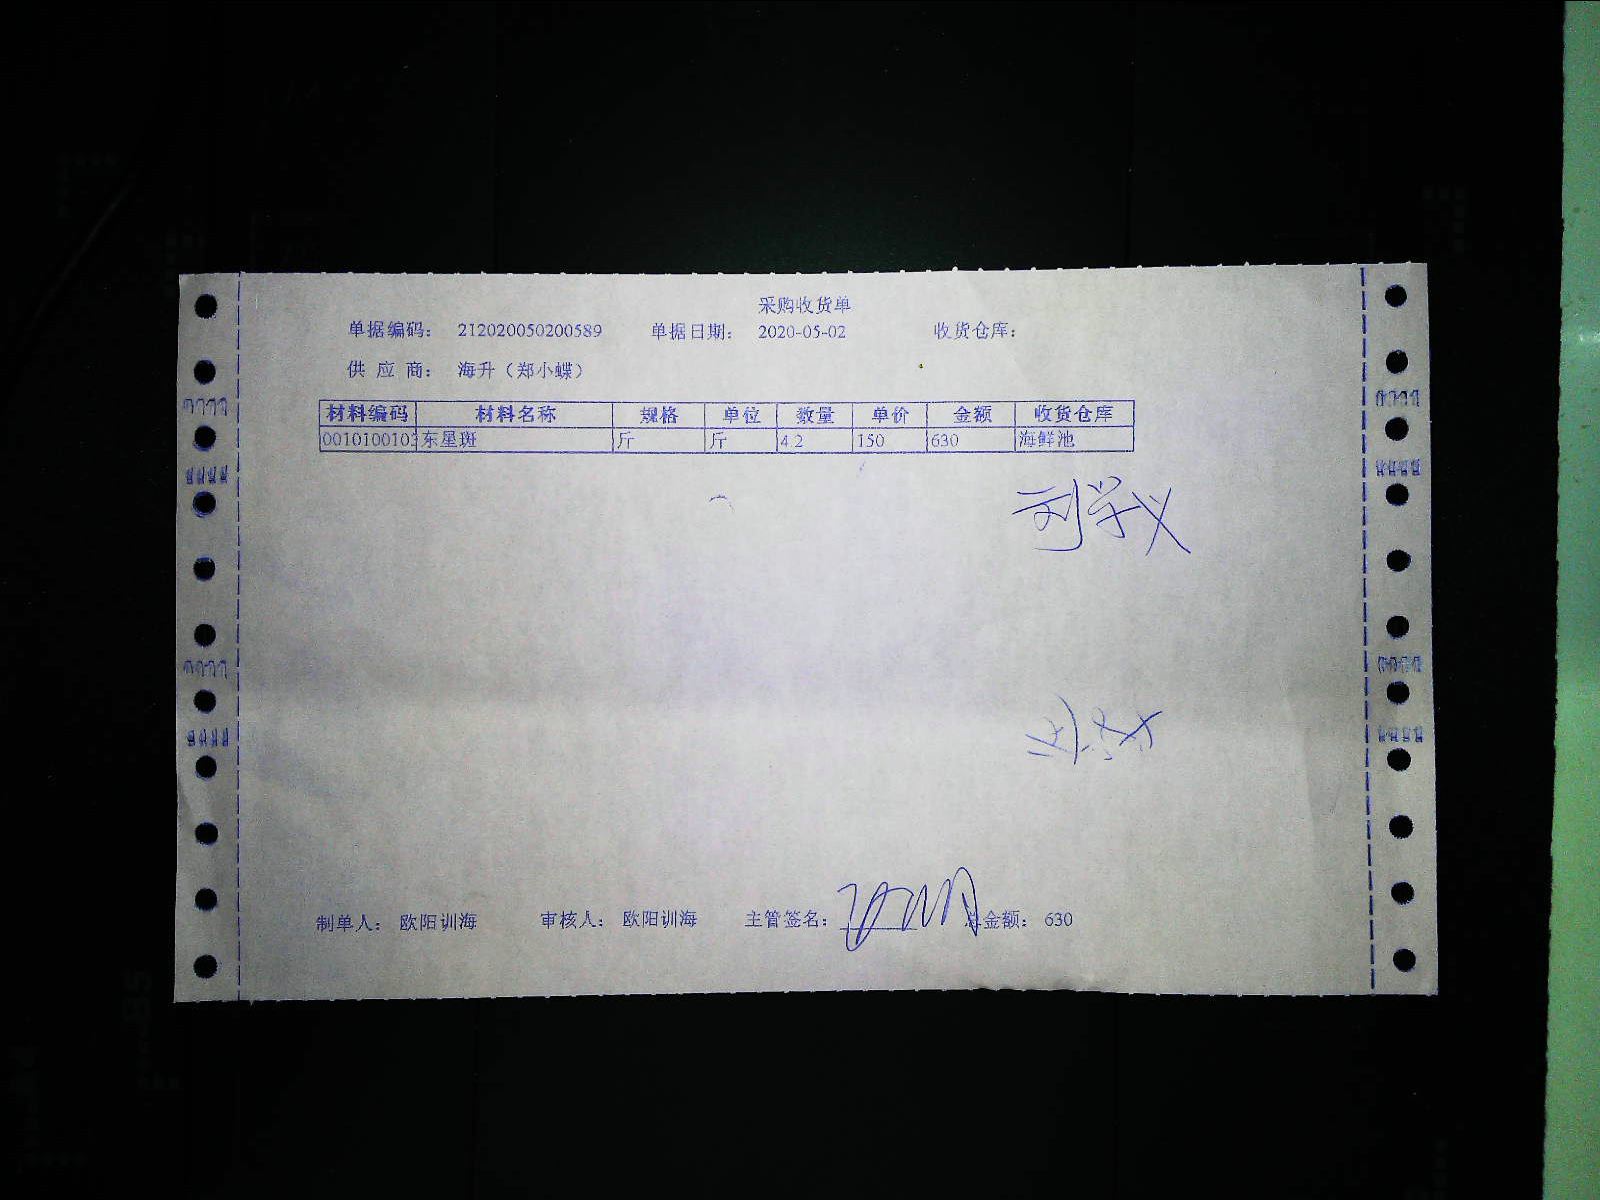 采购收货单
单据编码： 212020050200589 单据日期： 2020-05-02 收货仓库：
供 应 商： 海升（郑小蝶）
材料编码 材料名称 规格 单位 数量 单价 金额 收货仓库
001010010 东星斑 斤 斤 4.2 150 630 海鲜池
刘学义
制单人： 欧阳训海 审核人： 欧阳训海 主管签名： 总金额： 630